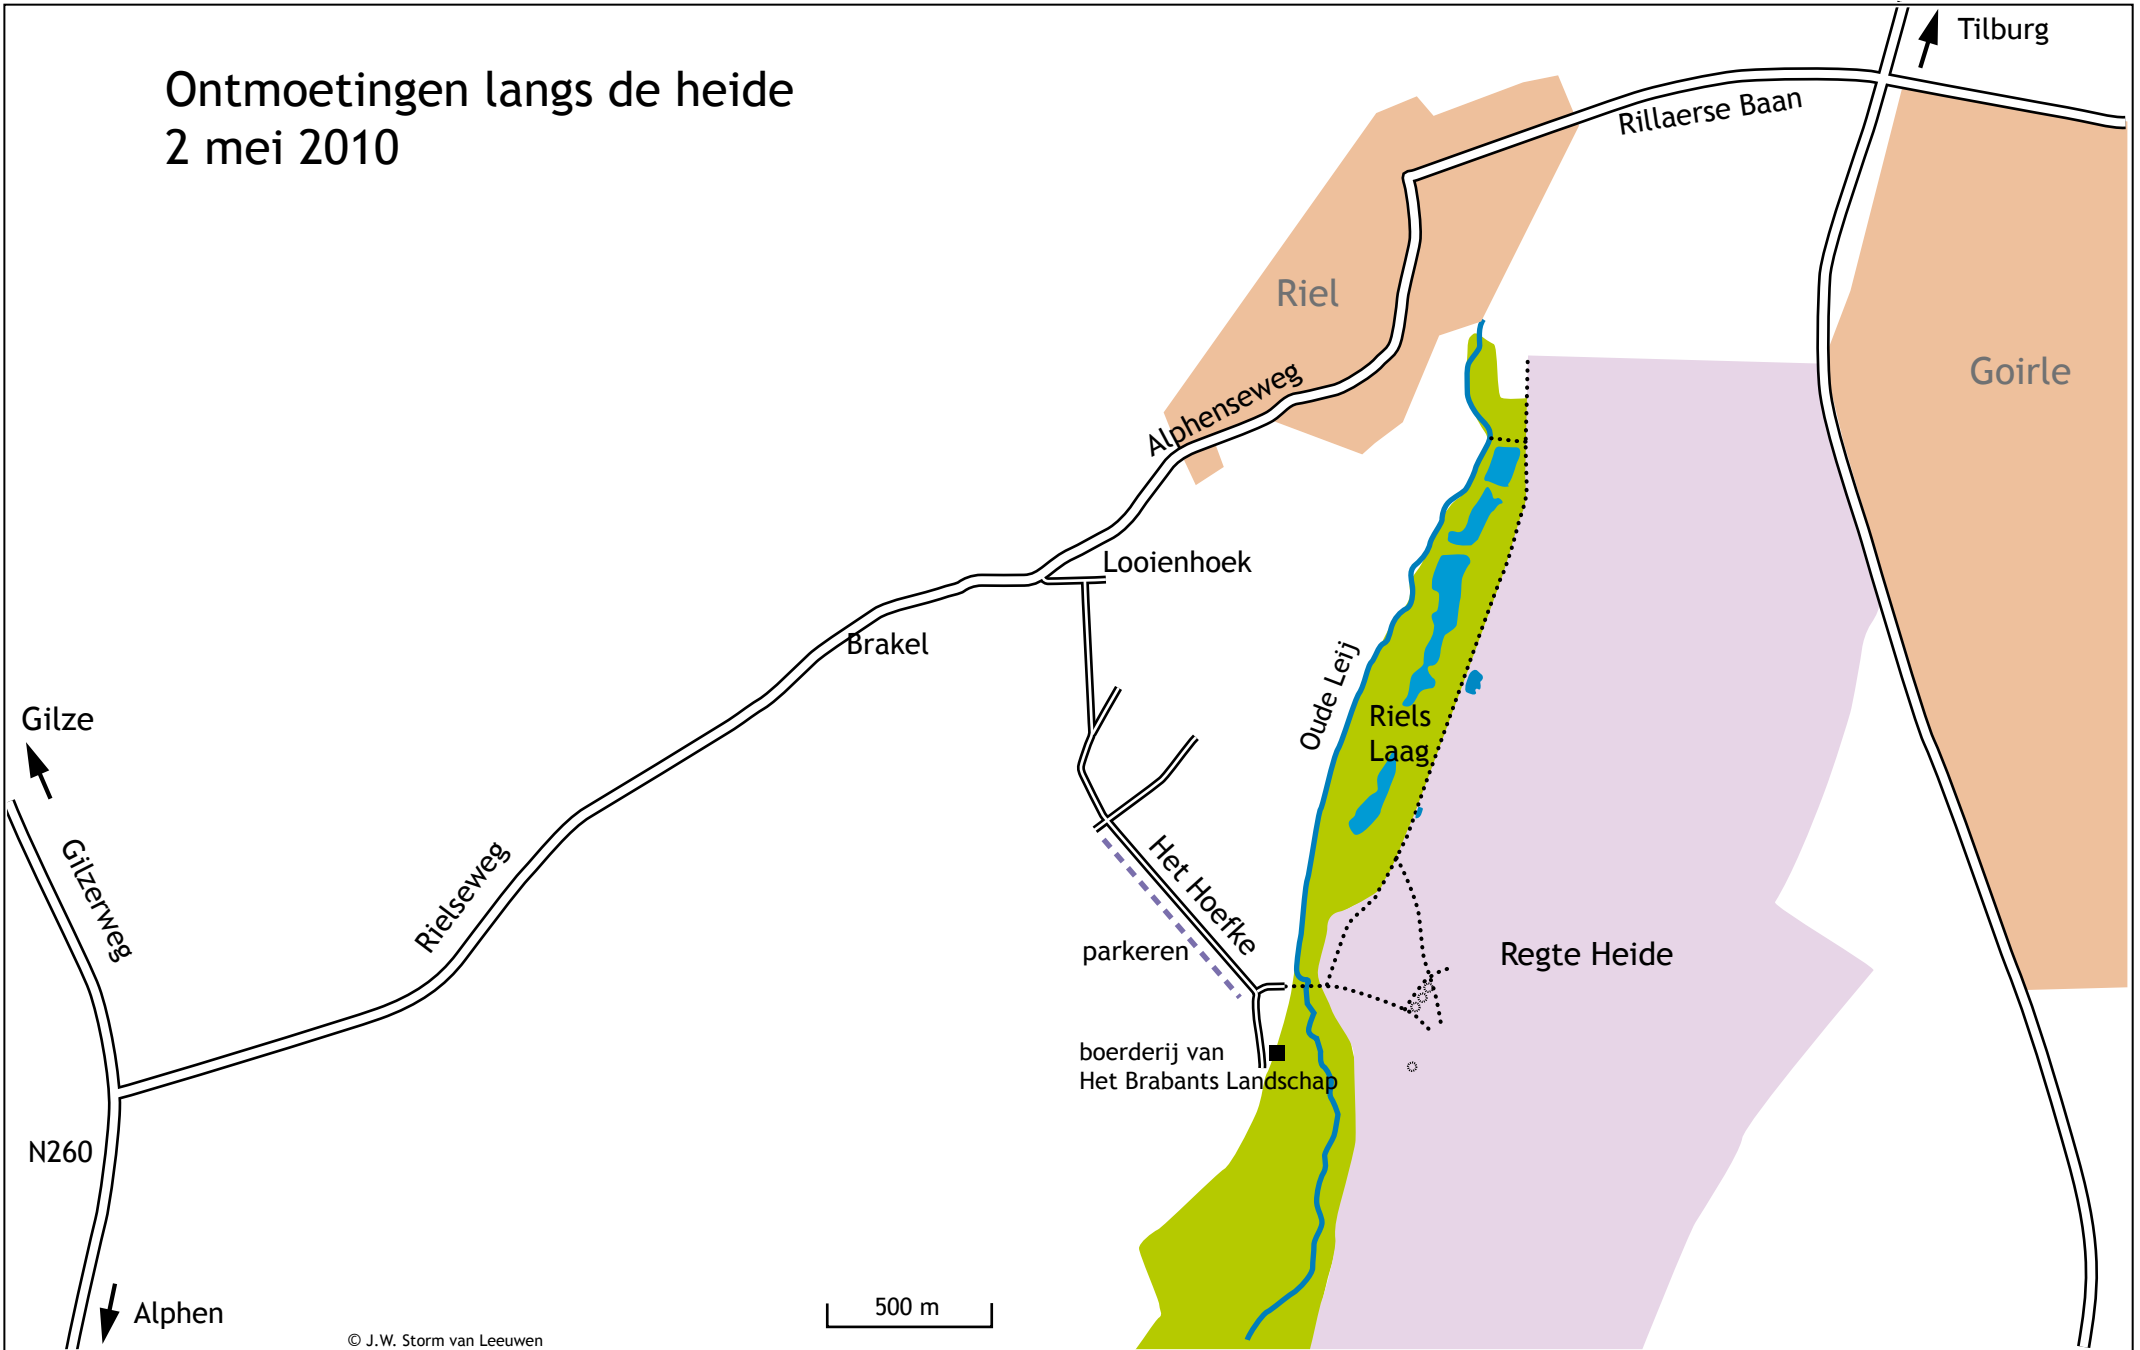 Ontmoetingen langs de heide
2 mei 2010
Tilburg
Rillaerse Baan
Riel
Goirle
Alphenseweg
Looienhoek
Brakel
Oude Leij
Riels
Laag
Gilze
Gilzerweg
Rielseweg
Het Hoefke
parkeren
Regte Heide
boerderij van
Het Brabants Landschap
N260
Alphen
500 m
© J.W. Storm van Leeuwen